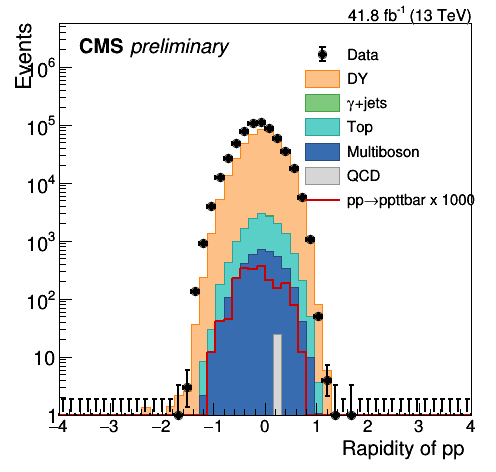 41.8 fb⁻¹ (13 TeV)
CMS preliminary
Events
Data
DY
γ+jets
Top
Multiboson
QCD
pp→ppttbar x 1000
10⁶
10⁵
10⁴
10³
10²
10
1
−4 −3 −2 −1 0 1 2 3 4
Rapidity of pp